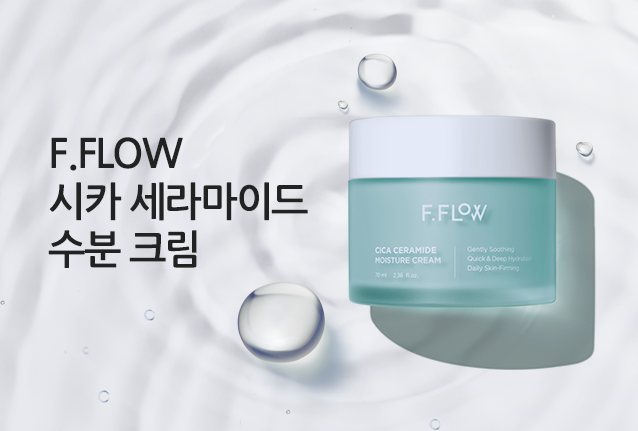 F.FLOW
시카 세라마이드
수분 크림
F.FLOW
CICA CERAMIDE
MOISTURE CREAM
70 ml · 2.36 fl.oz.
Gently Soothing
Quick & Deep Hydration
Daily Skin-Firming